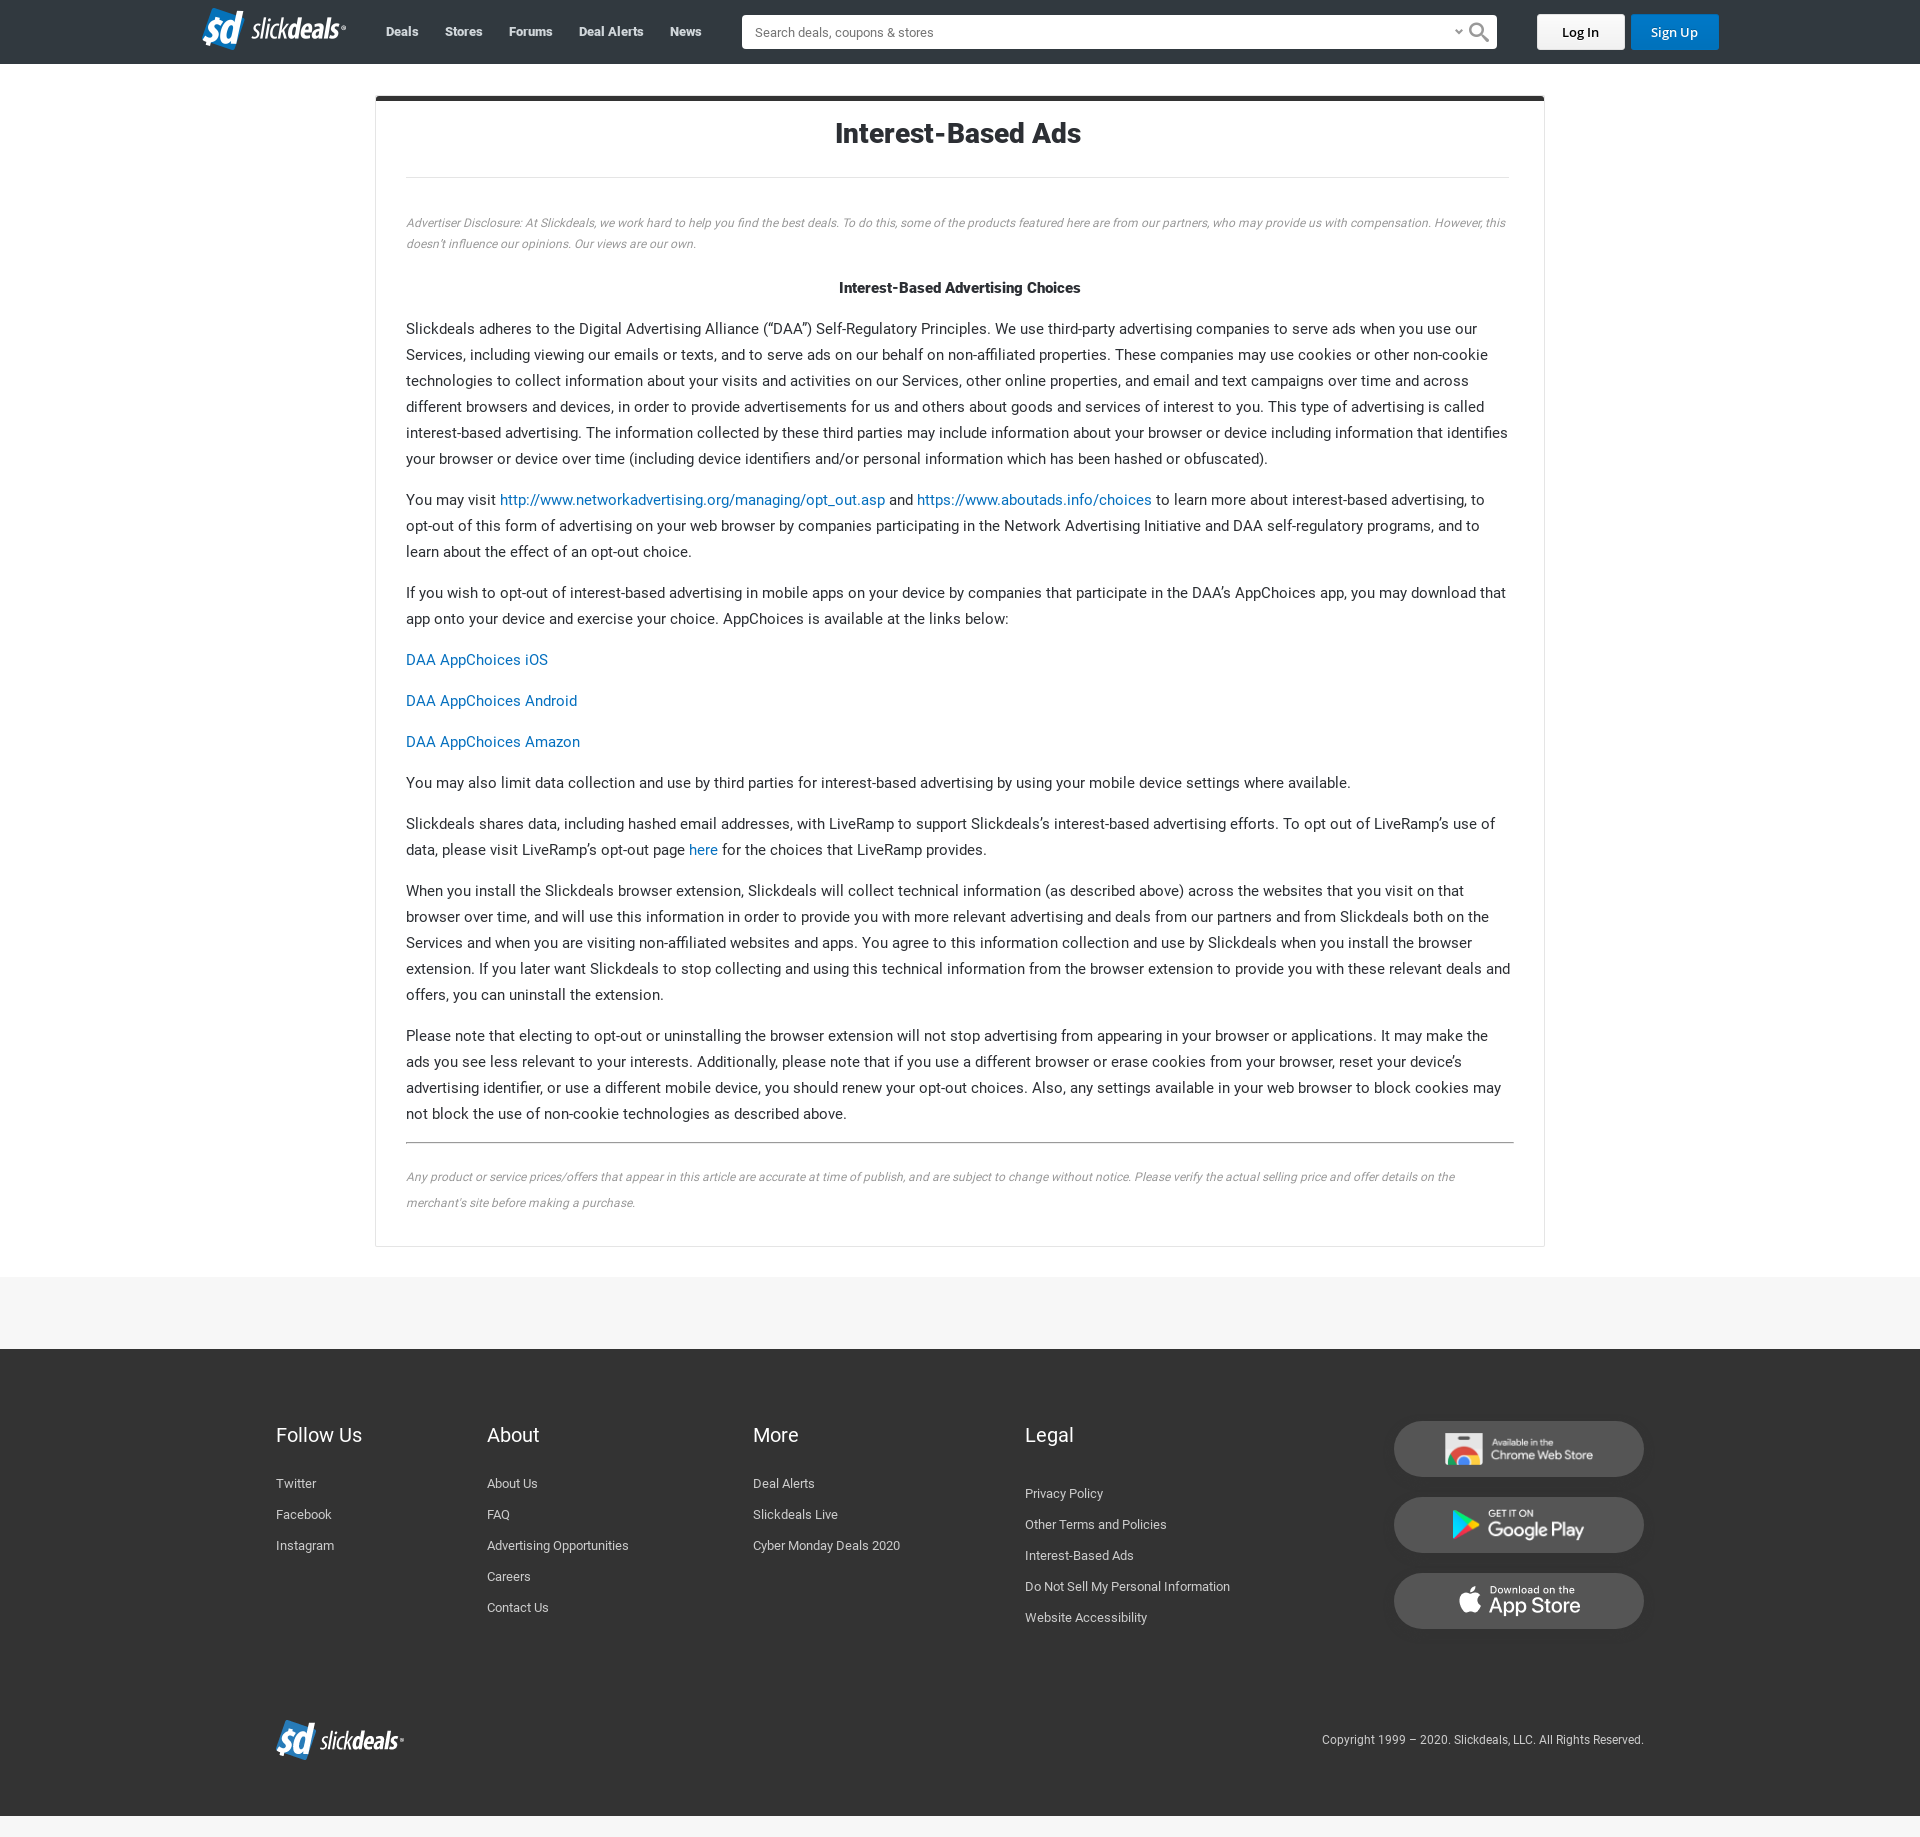 $d slickdeals®
Deals Stores Forums Deal Alerts News
Search deals, coupons & stores
Log In Sign Up
Interest-Based Ads
Advertiser Disclosure: At Slickdeals, we work hard to help you find the best deals. To do this, some of the products featured here are from our partners, who may provide us with compensation. However, this
doesn’t influence our opinions. Our views are our own.
Interest-Based Advertising Choices
Slickdeals adheres to the Digital Advertising Alliance (“DAA”) Self-Regulatory Principles. We use third-party advertising companies to serve ads when you use our
Services, including viewing our emails or texts, and to serve ads on our behalf on non-affiliated properties. These companies may use cookies or other non-cookie
technologies to collect information about your visits and activities on our Services, other online properties, and email and text campaigns over time and across
different browsers and devices, in order to provide advertisements for us and others about goods and services of interest to you. This type of advertising is called
interest-based advertising. The information collected by these third parties may include information about your browser or device including information that identifies
your browser or device over time (including device identifiers and/or personal information which has been hashed or obfuscated).
You may visit http://www.networkadvertising.org/managing/opt_out.asp and https://www.aboutads.info/choices to learn more about interest-based advertising, to
opt-out of this form of advertising on your web browser by companies participating in the Network Advertising Initiative and DAA self-regulatory programs, and to
learn about the effect of an opt-out choice.
If you wish to opt-out of interest-based advertising in mobile apps on your device by companies that participate in the DAA’s AppChoices app, you may download that
app onto your device and exercise your choice. AppChoices is available at the links below:
DAA AppChoices iOS
DAA AppChoices Android
DAA AppChoices Amazon
You may also limit data collection and use by third parties for interest-based advertising by using your mobile device settings where available.
Slickdeals shares data, including hashed email addresses, with LiveRamp to support Slickdeals’s interest-based advertising efforts. To opt out of LiveRamp’s use of
data, please visit LiveRamp’s opt-out page here for the choices that LiveRamp provides.
When you install the Slickdeals browser extension, Slickdeals will collect technical information (as described above) across the websites that you visit on that
browser over time, and will use this information in order to provide you with more relevant advertising and deals from our partners and from Slickdeals both on the
Services and when you are visiting non-affiliated websites and apps. You agree to this information collection and use by Slickdeals when you install the browser
extension. If you later want Slickdeals to stop collecting and using this technical information from the browser extension to provide you with these relevant deals and
offers, you can uninstall the extension.
Please note that electing to opt-out or uninstalling the browser extension will not stop advertising from appearing in your browser or applications. It may make the
ads you see less relevant to your interests. Additionally, please note that if you use a different browser or erase cookies from your browser, reset your device’s
advertising identifier, or use a different mobile device, you should renew your opt-out choices. Also, any settings available in your web browser to block cookies may
not block the use of non-cookie technologies as described above.
Any product or service prices/offers that appear in this article are accurate at time of publish, and are subject to change without notice. Please verify the actual selling price and offer details on the
merchant's site before making a purchase.
Follow Us
Twitter
Facebook
Instagram
About
About Us
FAQ
Advertising Opportunities
Careers
Contact Us
More
Deal Alerts
Slickdeals Live
Cyber Monday Deals 2020
Legal
Privacy Policy
Other Terms and Policies
Interest-Based Ads
Do Not Sell My Personal Information
Website Accessibility
Available in the
Chrome Web Store
GET IT ON
Google Play
Download on the
App Store
$d slickdeals®
Copyright 1999 – 2020. Slickdeals, LLC. All Rights Reserved.